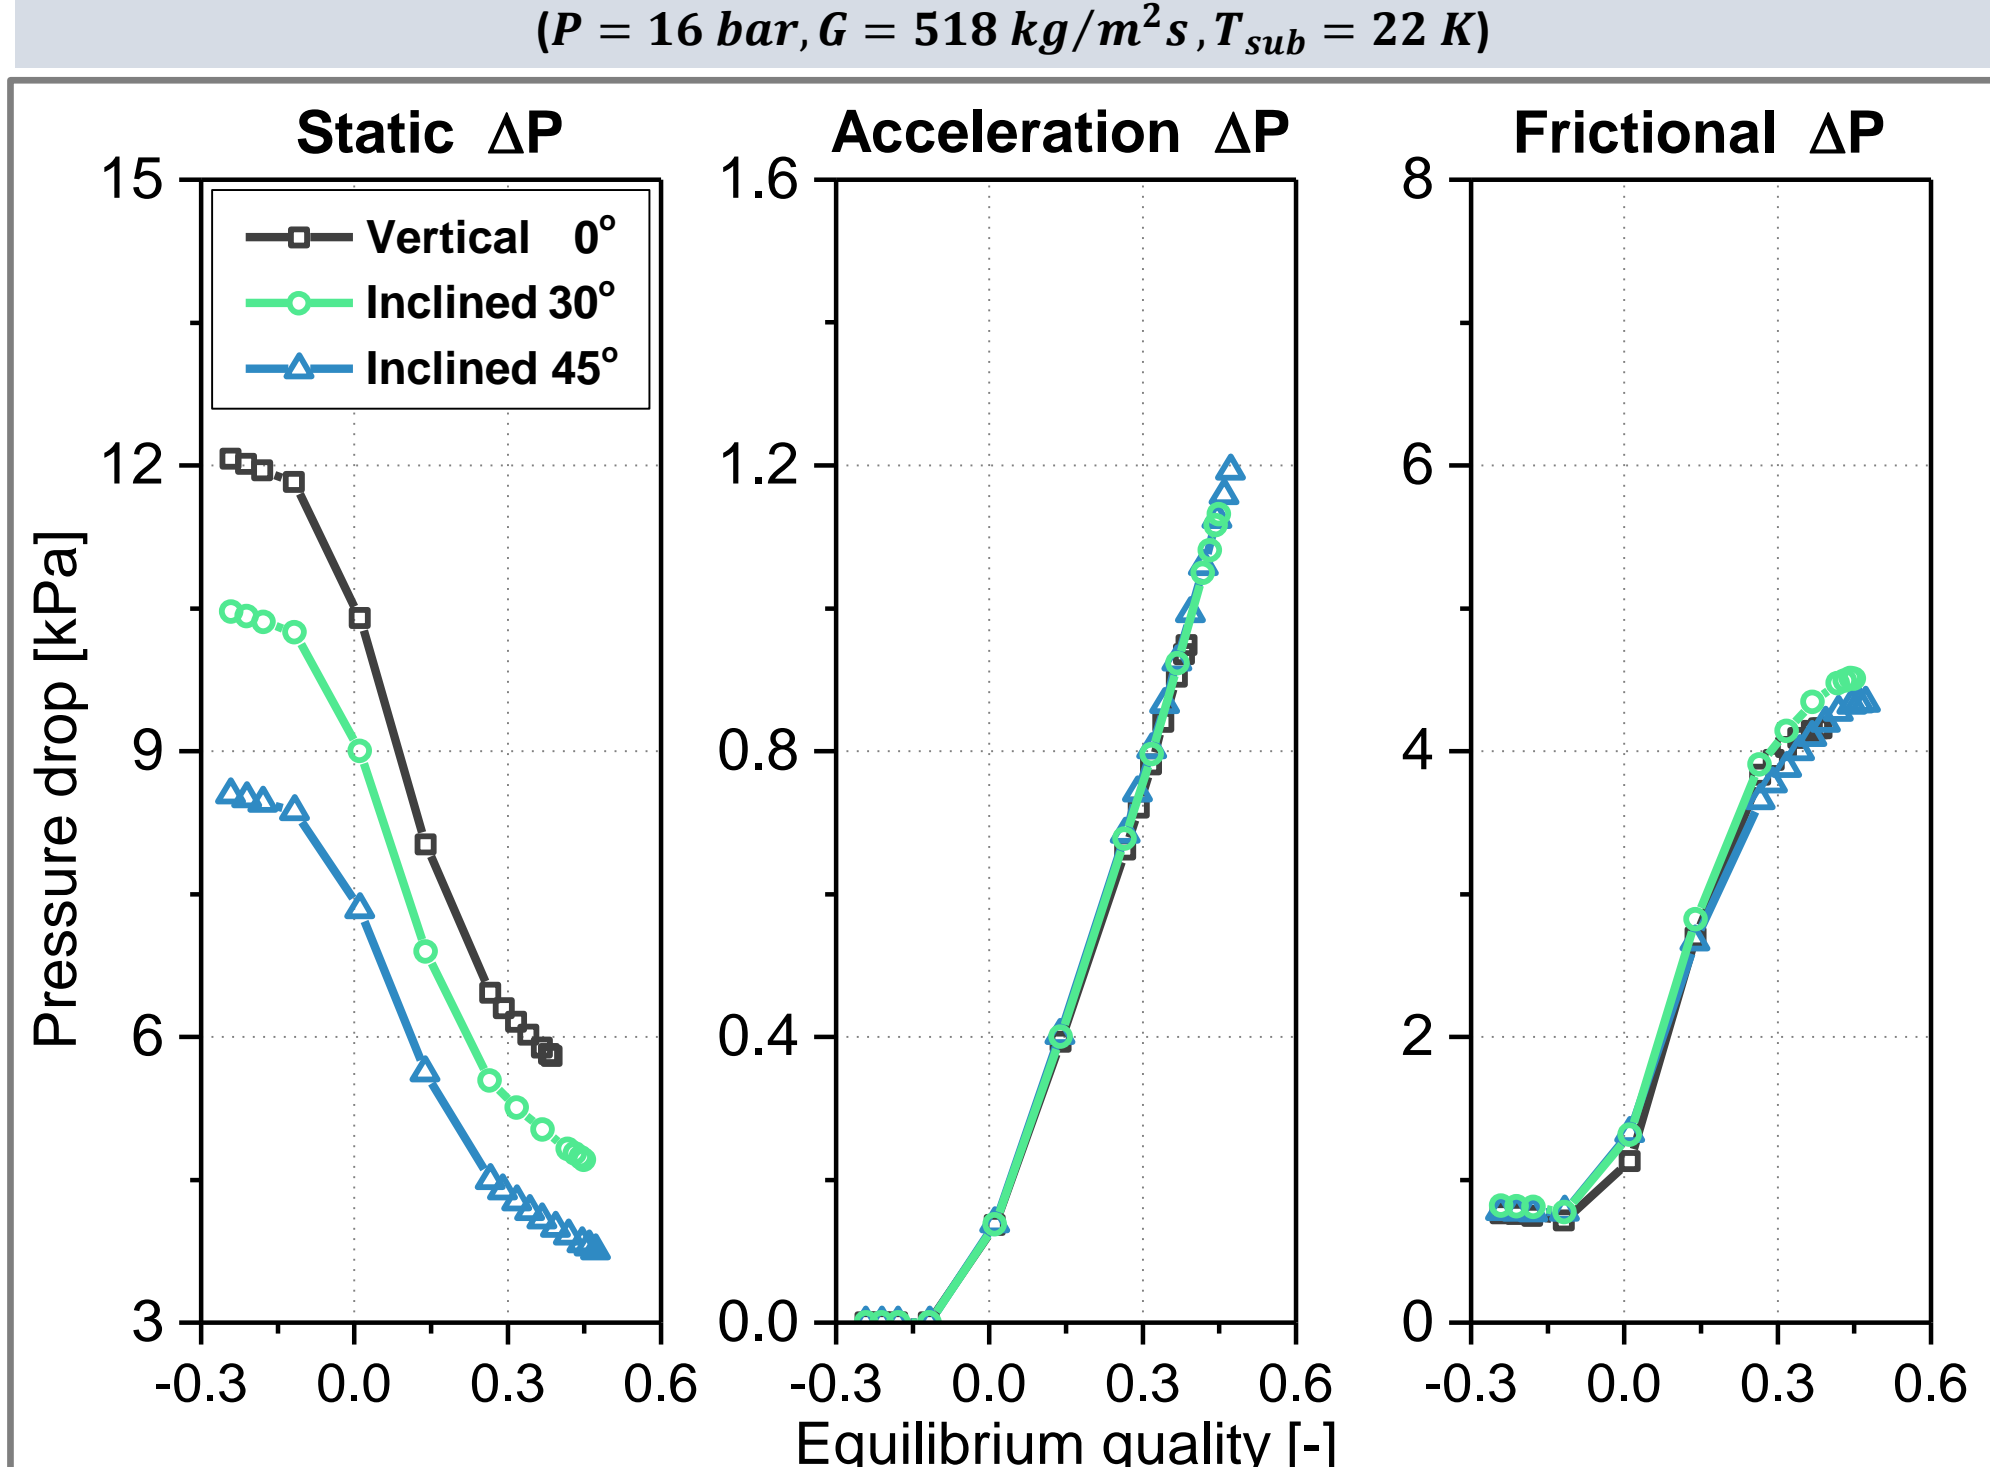 (P = 16 bar, G = 518 kg/m²s, T_sub = 22 K)
Static ΔP
Acceleration ΔP
Frictional ΔP
Vertical 0°
Inclined 30°
Inclined 45°
Pressure drop [kPa]
15
12
9
6
3
-0.3 0.0 0.3 0.6
1.6
1.2
0.8
0.4
0.0
-0.3 0.0 0.3 0.6
8
6
4
2
0
-0.3 0.0 0.3 0.6
Equilibrium quality [-]